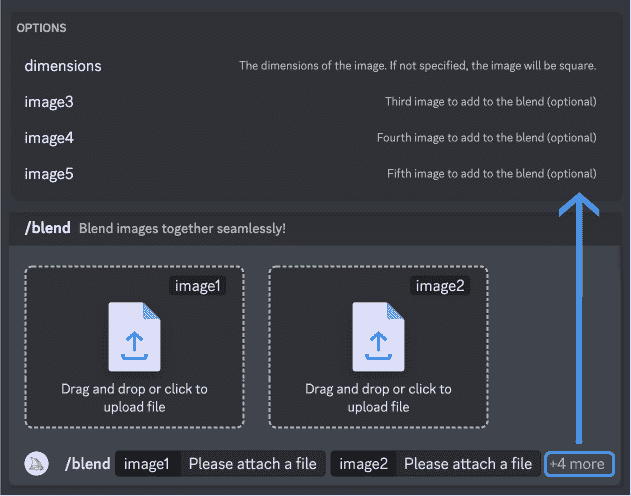 OPTIONS
dimensions The dimensions of the image. If not specified, the image will be square.
image3 Third image to add to the blend (optional)
image4 Fourth image to add to the blend (optional)
image5 Fifth image to add to the blend (optional)
/blend Blend images together seamlessly!
image1 image2
Drag and drop or click to Drag and drop or click to
upload file upload file
/blend image1 Please attach a file image2 Please attach a file +4 more